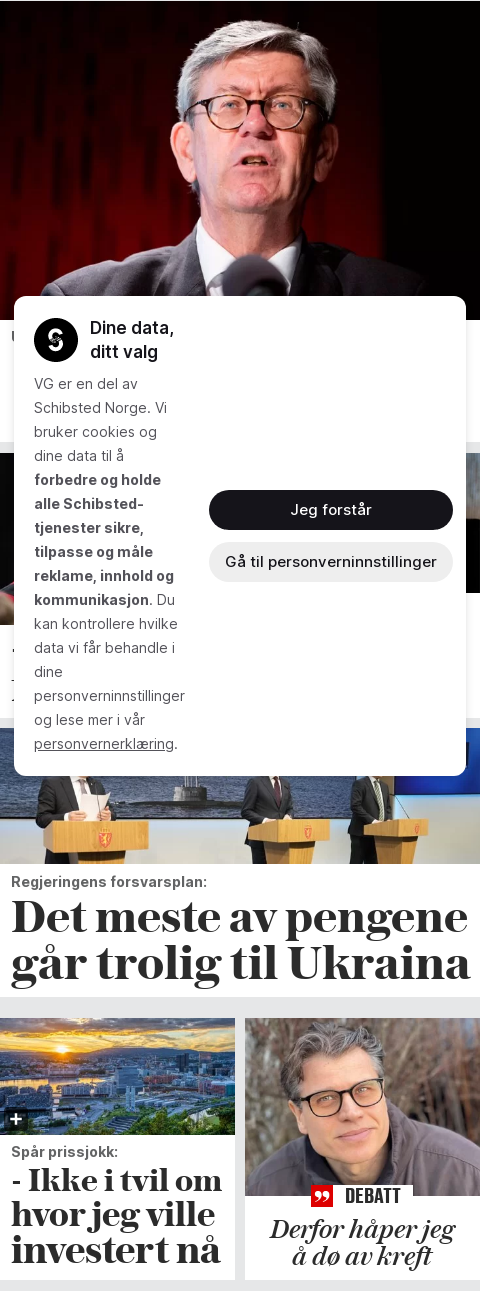 Dine data,
ditt valg
VG er en del av
Schibsted Norge. Vi
bruker cookies og
dine data til å
forbedre og holde
alle Schibsted-
tjenester sikre,
tilpasse og måle
reklame, innhold og
kommunikasjon. Du
kan kontrollere hvilke
data vi får behandle i
dine
personverninnstillinger
og lese mer i vår
personvernerklæring.
Jeg forstår
Gå til personverninnstillinger
Regjeringens forsvarsplan:
Det meste av pengene
går trolig til Ukraina
Spår prissjokk:
- Ikke i tvil om
hvor jeg ville
investert nå
DEBATT
Derfor håper jeg
å dø av kreft